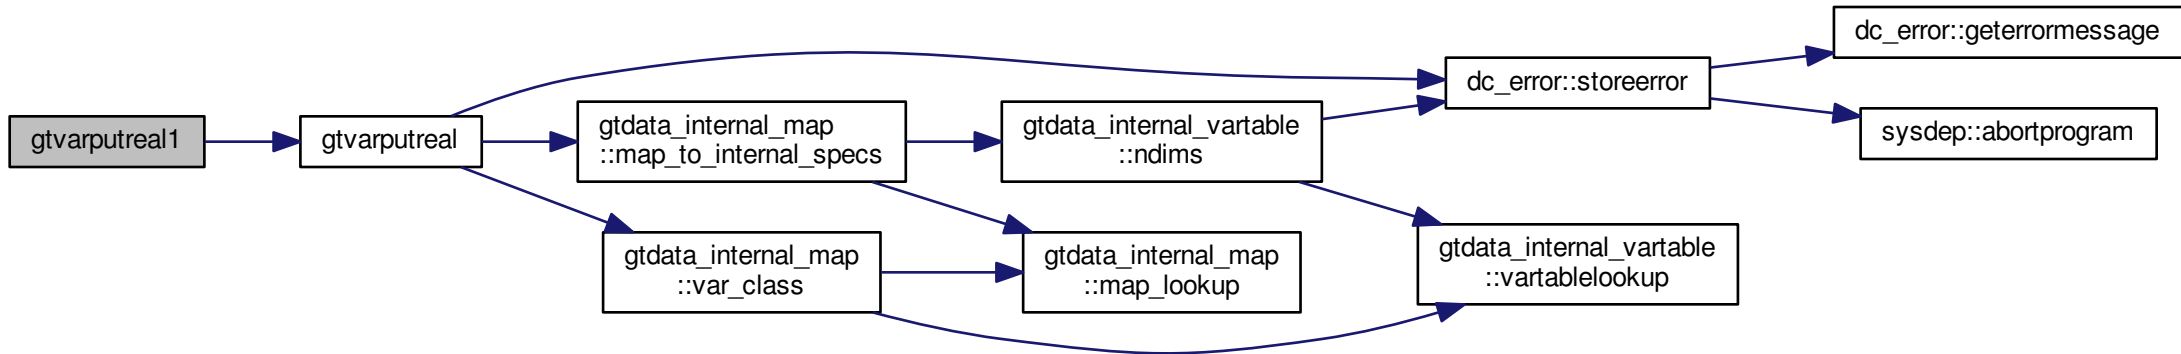 gtvarputreal1
gtvarputreal
gtdata_internal_map
::map_to_internal_specs
gtdata_internal_map
::var_class
gtdata_internal_vartable
::ndims
gtdata_internal_map
::map_lookup
dc_error::storeerror
gtdata_internal_vartable
::vartablelookup
dc_error::geterrormessage
sysdep::abortprogram